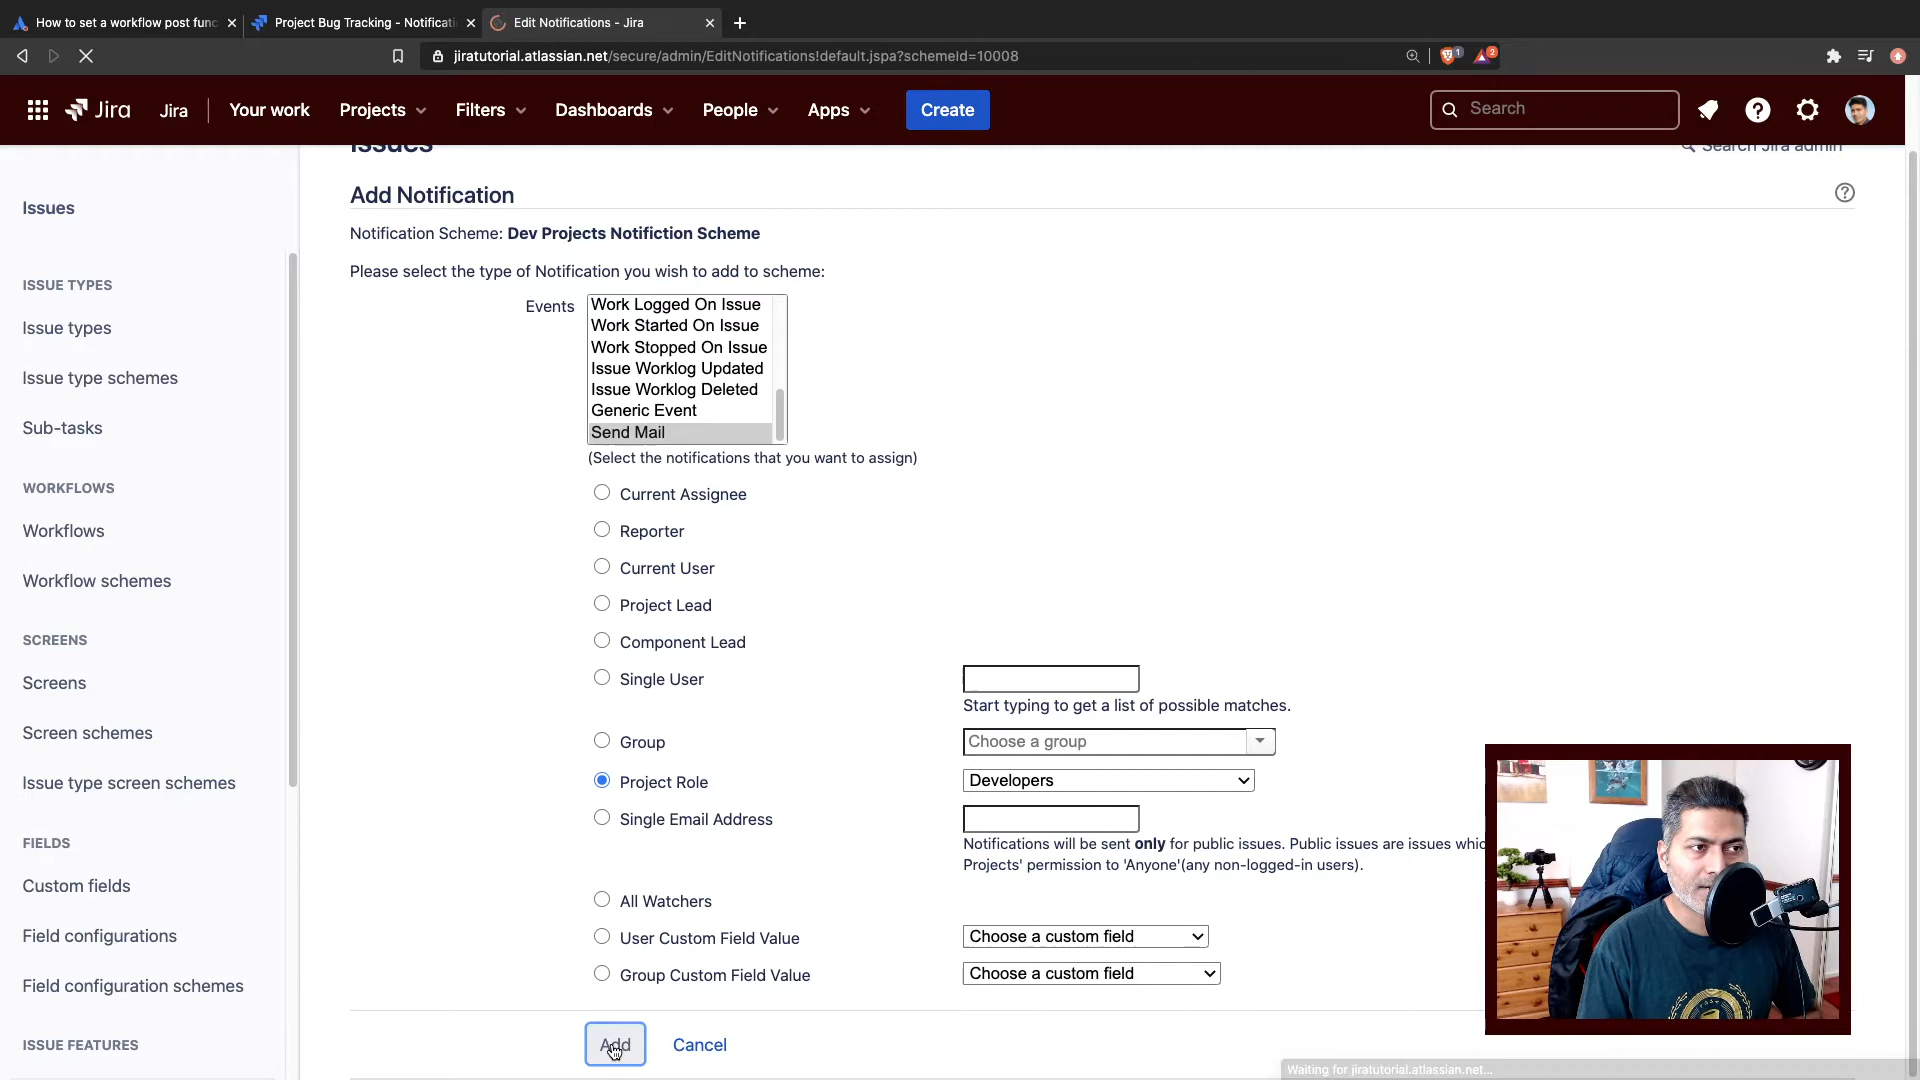 How to set a workflow post func
Project Bug Tracking - Notificati
Edit Notifications - Jira
jiratutorial.atlassian.net/secure/admin/EditNotifications!default.jspa?schemeId=10008
1
2
Jira
Jira
Your work
Projects
Filters
Dashboards
People
Apps
Create
Search
Issues
Search Jira admin
Issues
ISSUE TYPES
Issue types
Issue type schemes
Sub-tasks
WORKFLOWS
Workflows
Workflow schemes
SCREENS
Screens
Screen schemes
Issue type screen schemes
FIELDS
Custom fields
Field configurations
Field configuration schemes
ISSUE FEATURES
Add Notification
Notification Scheme: Dev Projects Notifiction Scheme
Please select the type of Notification you wish to add to scheme:
Events
Work Logged On Issue
Work Started On Issue
Work Stopped On Issue
Issue Worklog Updated
Issue Worklog Deleted
Generic Event
Send Mail
(Select the notifications that you want to assign)
Current Assignee
Reporter
Current User
Project Lead
Component Lead
Single User
Start typing to get a list of possible matches.
Group
Choose a group
Project Role
Developers
Single Email Address
Notifications will be sent only for public issues. Public issues are issues whic
Projects' permission to 'Anyone'(any non-logged-in users).
All Watchers
User Custom Field Value
Choose a custom field
Group Custom Field Value
Choose a custom field
Add
Cancel
Waiting for jiratutorial.atlassian.net...